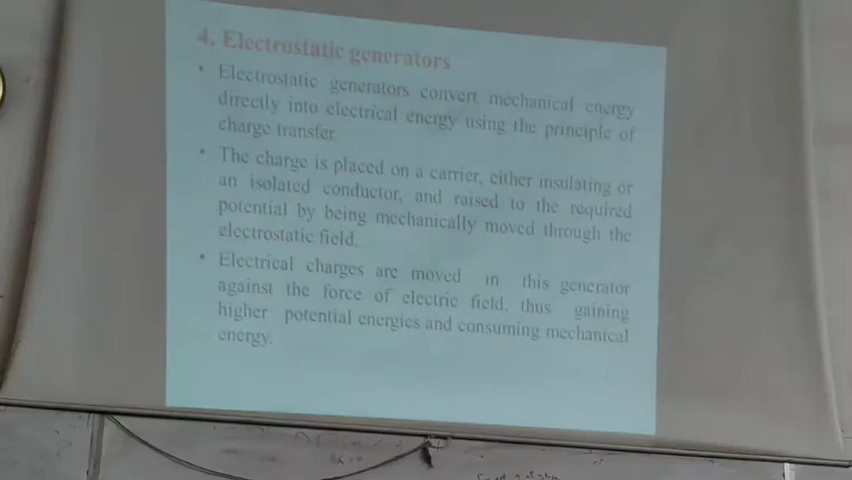 4. Electrostatic generators
• Electrostatic generators convert mechanical energy
directly into electrical energy using the principle of
charge transfer.
• The charge is placed on a carrier, either insulating or
an isolated conductor, and raised to the required
potential by being mechanically moved through the
electrostatic field.
• Electrical charges are moved in this generator
against the force of electric field, thus gaining
higher potential energies and consuming mechanical
energy.